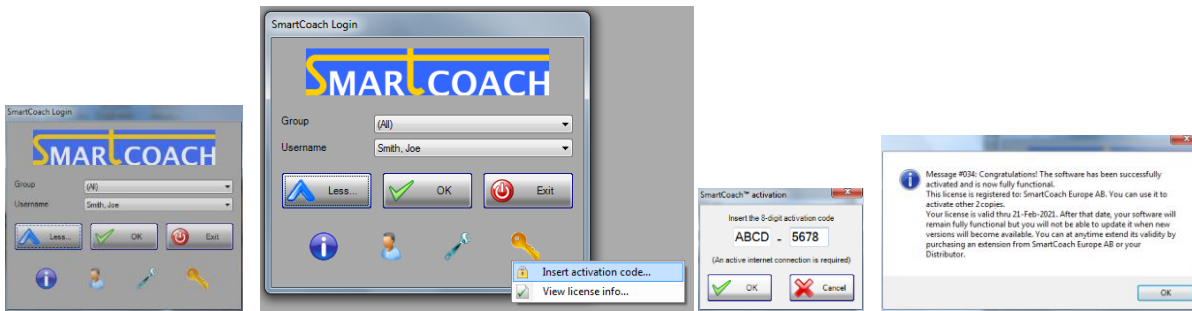 SmartCoach Login
SMARTCOACH
Group
(All)
Username
Smith, Joe
Less...
OK
Exit
SmartCoach Login
SMARTCOACH
Group
(All)
Username
Smith, Joe
Less...
OK
Exit
Insert activation code...
View license info...
SmartCoach™ activation
Insert the 8-digit activation code
ABCD - 5678
(An active internet connection is required)
OK
Cancel
Message #034: Congratulations! The software has been successfully
activated and is now fully functional.
This license is registered to: SmartCoach Europe AB. You can use it to
activate other 2 copies.
Your license is valid thru 21-Feb-2021. After that date, your software will
remain fully functional but you will not be able to update it when new
versions will become available. You can at anytime extend its validity by
purchasing an extension from SmartCoach Europe AB or your
Distributor.
OK